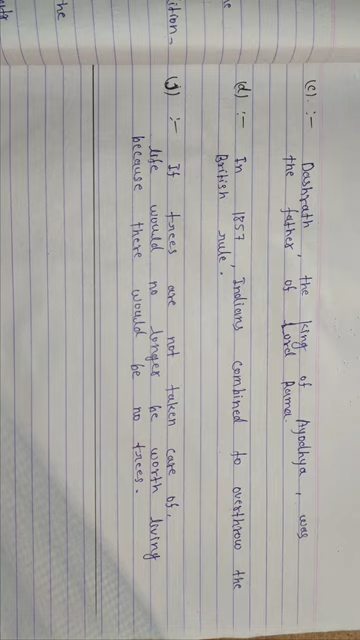 (c) :- Dashrath, the king of Ayodhya, was
the father of Lord Rama.
(d) :- In 1857, Indians combined to overthrow the
British rule.
(J) :- If trees are not taken care of,
life would no longer be worth living
because there would be no trees.
ition-
the